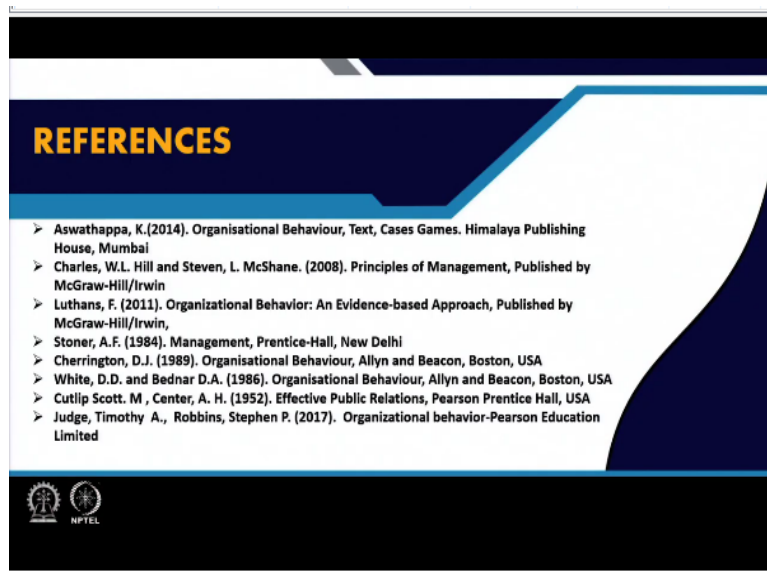 REFERENCES
➢ Aswathappa, K.(2014). Organisational Behaviour, Text, Cases Games. Himalaya Publishing
House, Mumbai
➢ Charles, W.L. Hill and Steven, L. McShane. (2008). Principles of Management, Published by
McGraw-Hill/Irwin
➢ Luthans, F. (2011). Organizational Behavior: An Evidence-based Approach, Published by
McGraw-Hill/Irwin,
➢ Stoner, A.F. (1984). Management, Prentice-Hall, New Delhi
➢ Cherrington, D.J. (1989). Organisational Behaviour, Allyn and Beacon, Boston, USA
➢ White, D.D. and Bednar D.A. (1986). Organisational Behaviour, Allyn and Beacon, Boston, USA
➢ Cutlip Scott. M , Center, A. H. (1952). Effective Public Relations, Pearson Prentice Hall, USA
➢ Judge, Timothy A., Robbins, Stephen P. (2017). Organizational behavior-Pearson Education
Limited
NPTEL